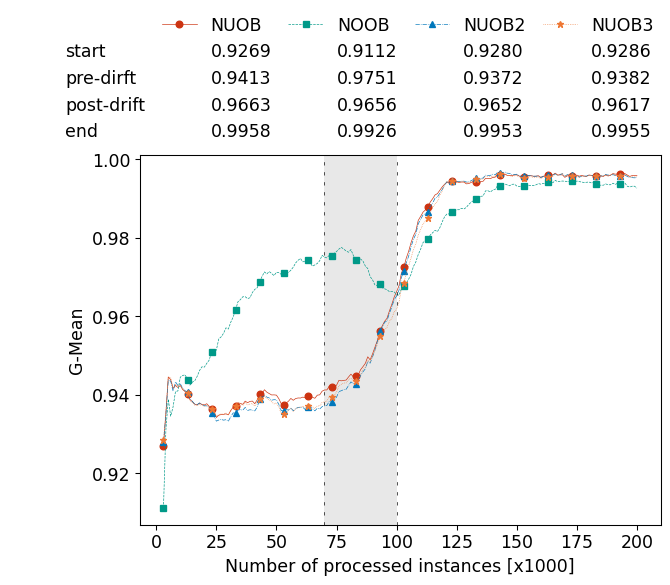 NUOB NOOB NUOB2 NUOB3
start 0.9269 0.9112 0.9280 0.9286
pre-dirft 0.9413 0.9751 0.9372 0.9382
post-drift 0.9663 0.9656 0.9652 0.9617
end 0.9958 0.9926 0.9953 0.9955
1.00
0.98
0.96
0.94
0.92
G-Mean
0 25 50 75 100 125 150 175 200
Number of processed instances [x1000]